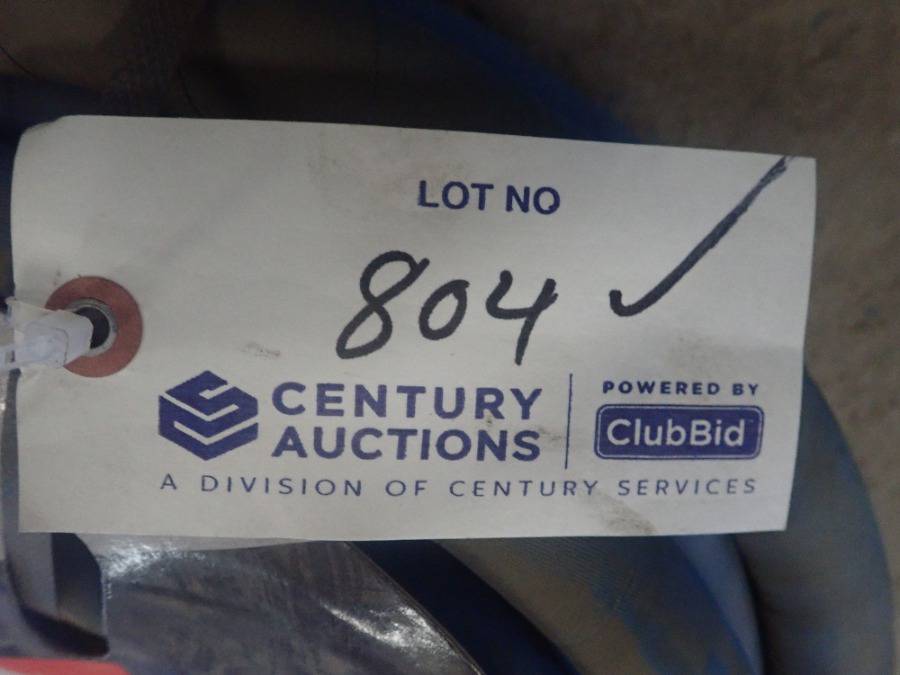 LOT NO
804 ✓
CENTURY
AUCTIONS
POWERED BY
ClubBid
A DIVISION OF CENTURY SERVICES